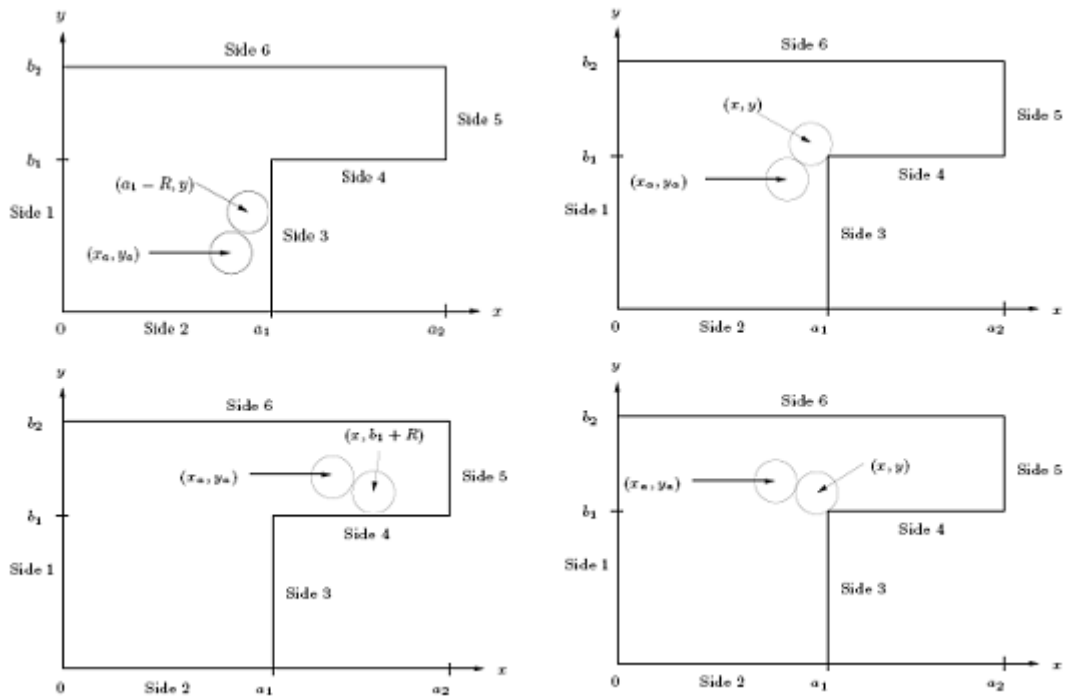 y
Side 6
b₂
Side 5
b₁
Side 4
(a₁ − R, y)
Side 1
Side 3
(xₐ, yₐ)
x
0
Side 2
a₁
a₂
y
Side 6
b₂
(x, y)
Side 5
b₁
Side 4
(xₐ, yₐ)
Side 1
Side 3
x
0
Side 2
a₁
a₂
y
Side 6
b₂
(x, b₁ + R)
(xₐ, yₐ)
Side 5
b₁
Side 4
Side 1
Side 3
x
0
Side 2
a₁
a₂
y
Side 6
b₂
(x, y)
Side 5
(xₐ, yₐ)
b₁
Side 4
Side 1
Side 3
x
0
Side 2
a₁
a₂